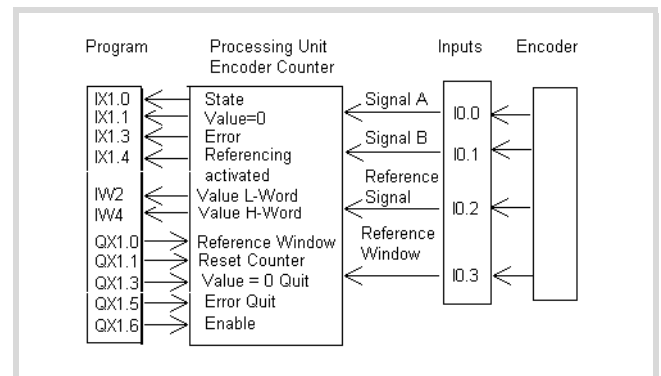 Program Processing Unit Inputs Encoder
Encoder Counter
IX1.0 State Signal A I0.0
IX1.1 Value=0
IX1.3 Error Signal B I0.1
IX1.4 Referencing
activated Reference
IW2 Value L-Word Signal I0.2
IW4 Value H-Word
QX1.0 Reference Window Reference
QX1.1 Reset Counter Window
QX1.3 Value = 0 Quit I0.3
QX1.5 Error Quit
QX1.6 Enable